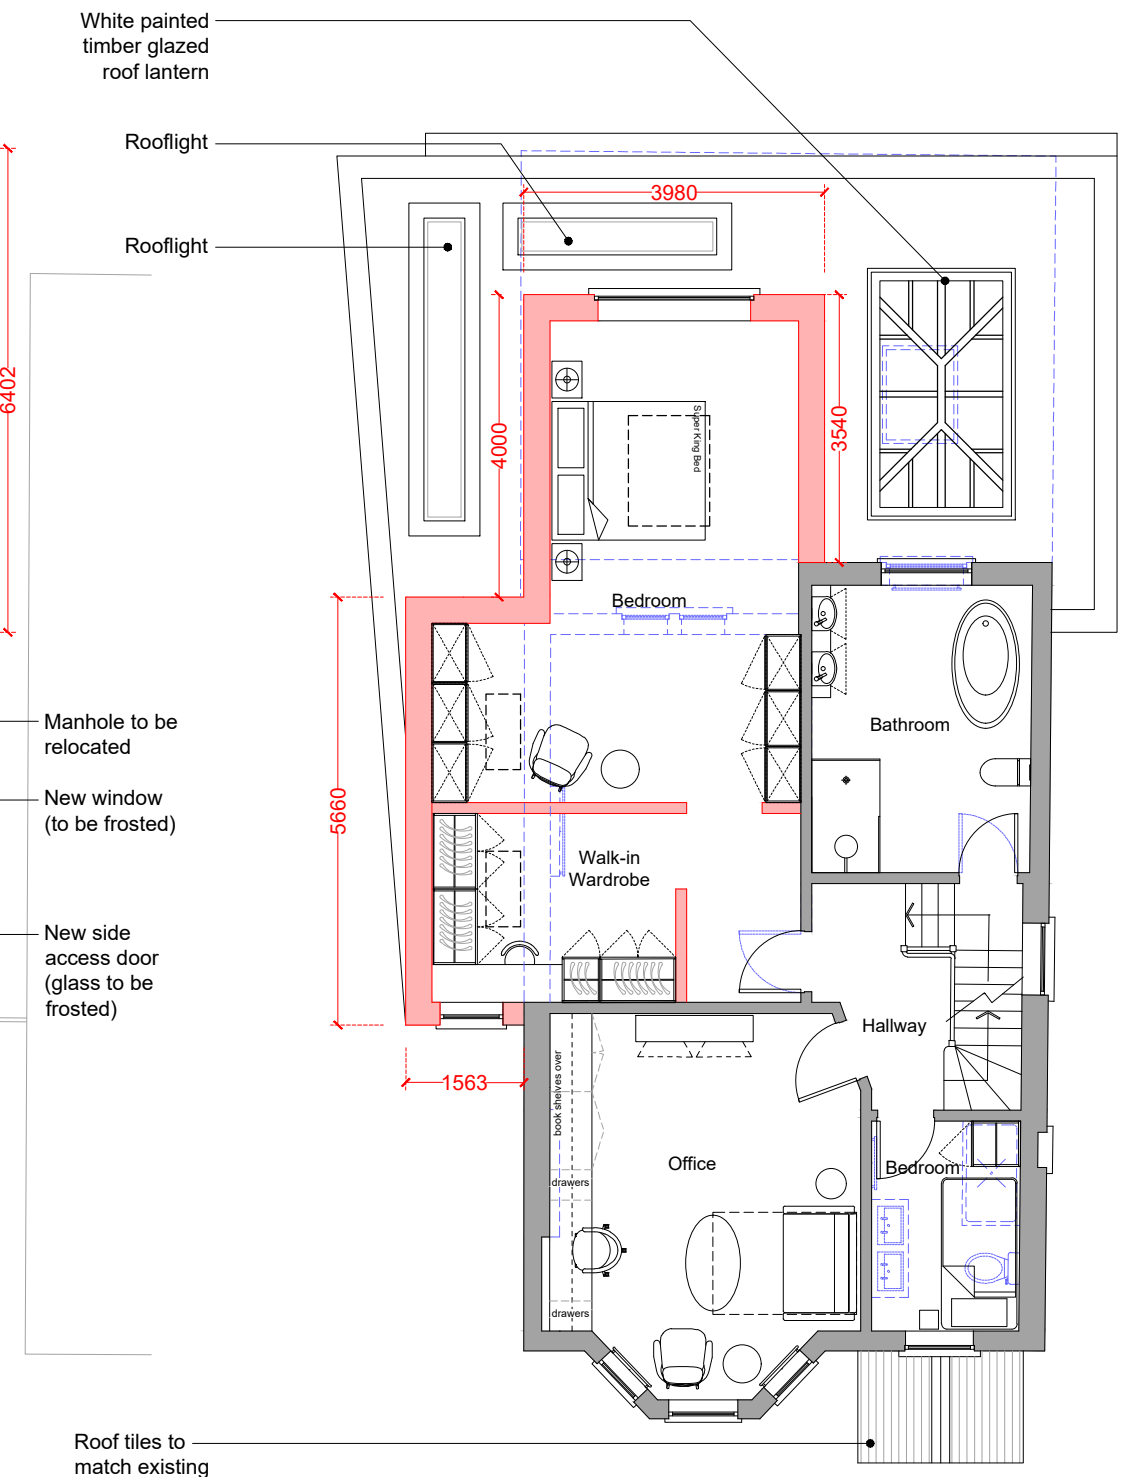 White painted
timber glazed
roof lantern
Rooflight
3980
Rooflight
6402
4000
3540
Super King Bed
Bedroom
Manhole to be
relocated
Bathroom
New window
(to be frosted)
5660
Walk-in
Wardrobe
New side
access door
(glass to be
frosted)
Hallway
1563
book shelves over
Office
Bedroom
drawers
drawers
Roof tiles to
match existing